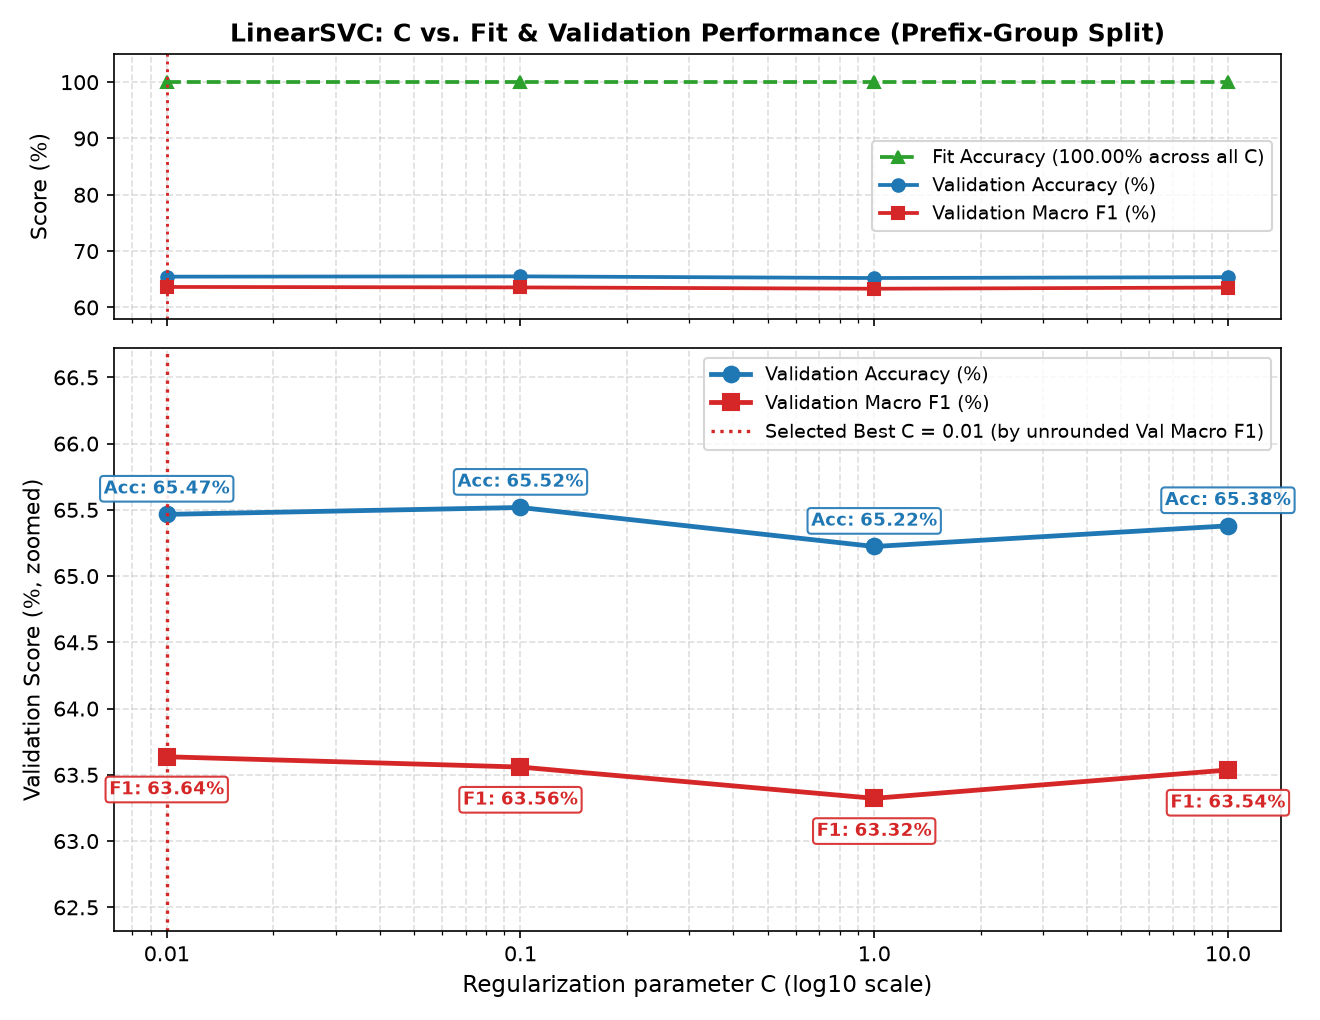 LinearSVC: C vs. Fit & Validation Performance (Prefix-Group Split)
Score (%)
100
90
80
70
60
Fit Accuracy (100.00% across all C)
Validation Accuracy (%)
Validation Macro F1 (%)
Validation Score (%, zoomed)
66.5
66.0
65.5
65.0
64.5
64.0
63.5
63.0
62.5
Validation Accuracy (%)
Validation Macro F1 (%)
Selected Best C = 0.01 (by unrounded Val Macro F1)
Acc: 65.47%
Acc: 65.52%
Acc: 65.22%
Acc: 65.38%
F1: 63.64%
F1: 63.56%
F1: 63.32%
F1: 63.54%
0.01
0.1
1.0
10.0
Regularization parameter C (log10 scale)